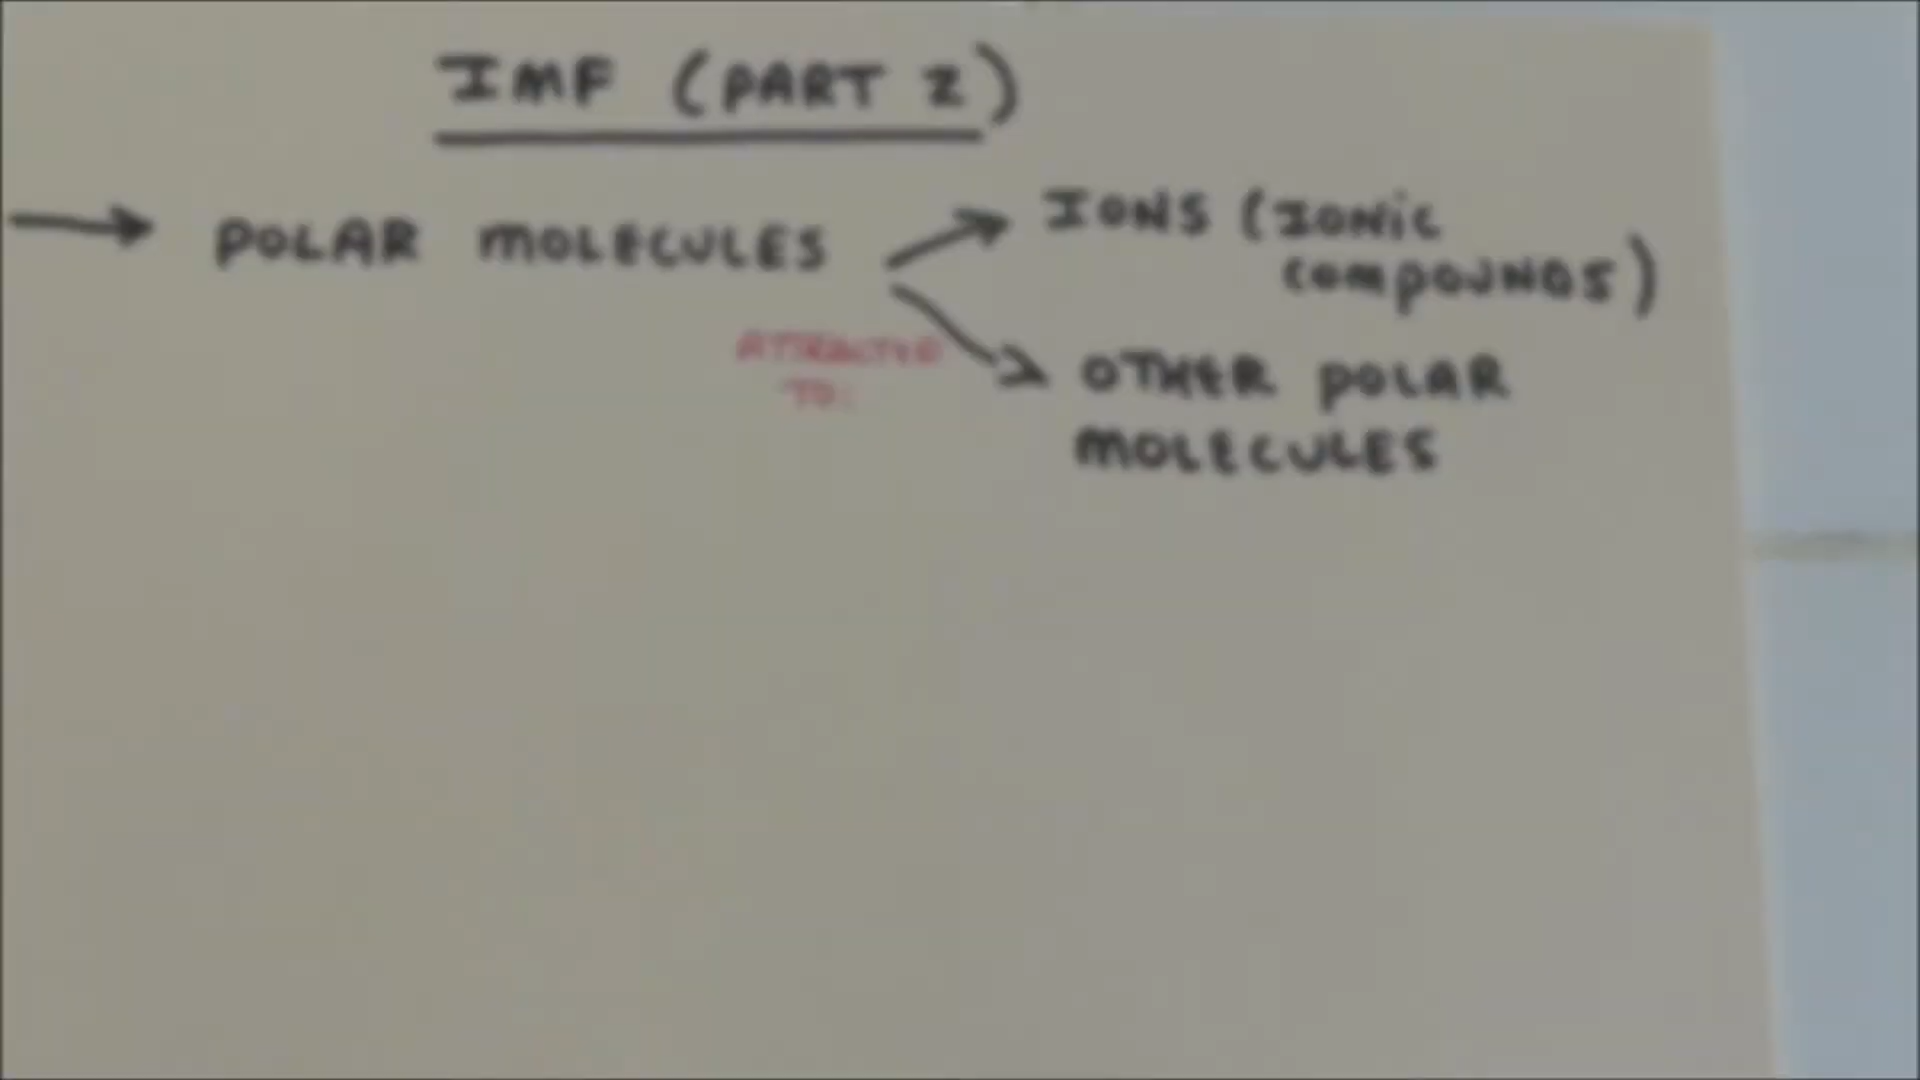 IMF (PART 2)
POLAR MOLECULES
IONS (IONIC
COMPOUNDS)
ATTRACTED
TO:
OTHER POLAR
MOLECULES